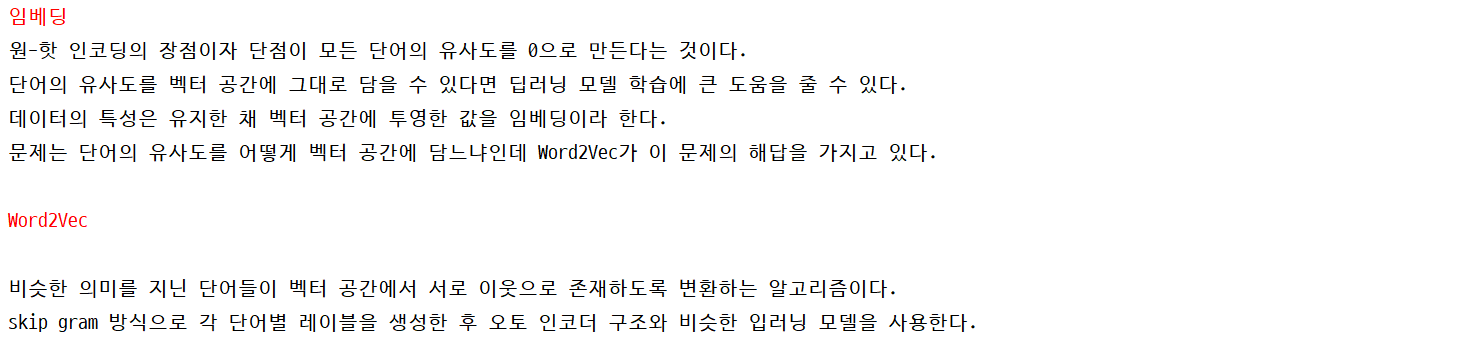 임베딩
원-핫 인코딩의 장점이자 단점이 모든 단어의 유사도를 0으로 만든다는 것이다.
단어의 유사도를 벡터 공간에 그대로 담을 수 있다면 딥러닝 모델 학습에 큰 도움을 줄 수 있다.
데이터의 특성은 유지한 채 벡터 공간에 투영한 값을 임베딩이라 한다.
문제는 단어의 유사도를 어떻게 벡터 공간에 담느냐인데 Word2Vec가 이 문제의 해답을 가지고 있다.
Word2Vec
비슷한 의미를 지닌 단어들이 벡터 공간에서 서로 이웃으로 존재하도록 변환하는 알고리즘이다.
skip gram 방식으로 각 단어별 레이블을 생성한 후 오토 인코더 구조와 비슷한 입러닝 모델을 사용한다.